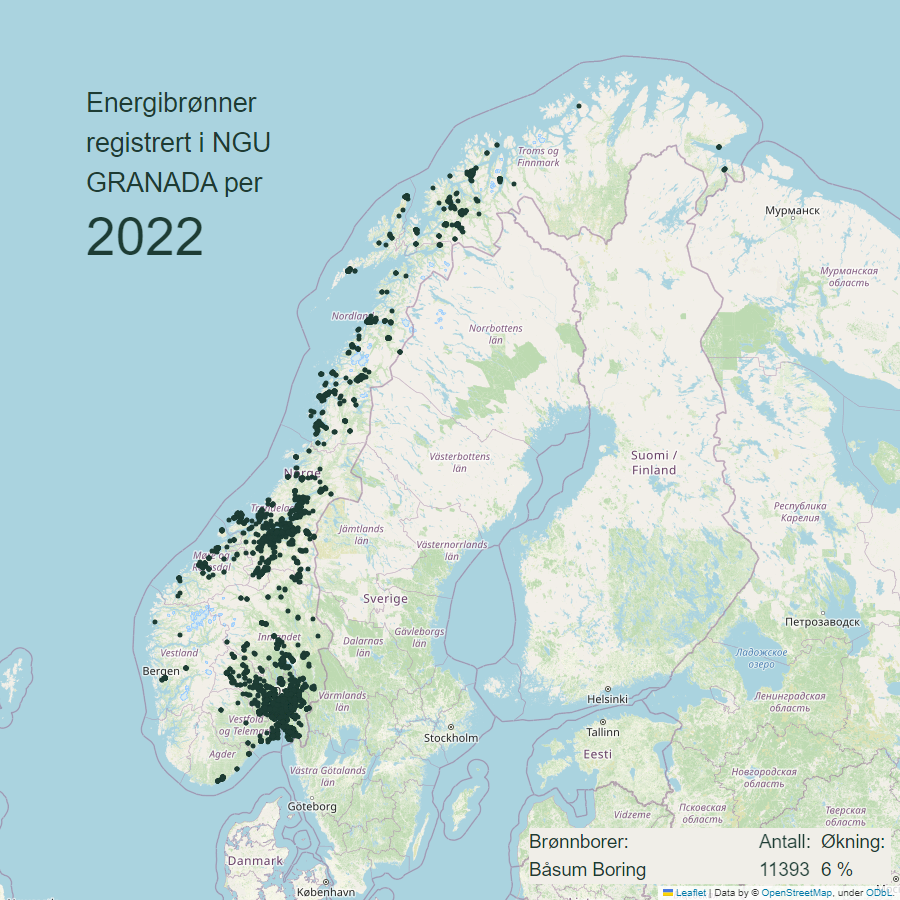 Energibrønner
registrert i NGU
GRANADA per
2022
Troms og
Finnmark
Мурманск
Мурманская
область
Nordland
Norrbottens
län
Västerbottens
län
Suomi /
Finland
Norge
Республика
Карелия
Jämtlands
län
Västernorrlands
län
Møre og
Romsdal
Sverige
Петрозаводск
Gävleborgs
län
Dalarnas
län
Innlandet
Vestland
Ладожское
озеро
Bergen
Värmlands
län
Helsinki
Ленинградская
область
Vestfold
og Telemark
Stockholm
Tallinn
Eesti
Agder
Västra Götalands
län
Новгородская
область
Göteborg
Vidzeme
Псковская
область
Тверская
область
Danmark
København
Brønnborer: Antall: Økning:
Båsum Boring 11393 6 %
Leaflet | Data by © OpenStreetMap, under ODbL.